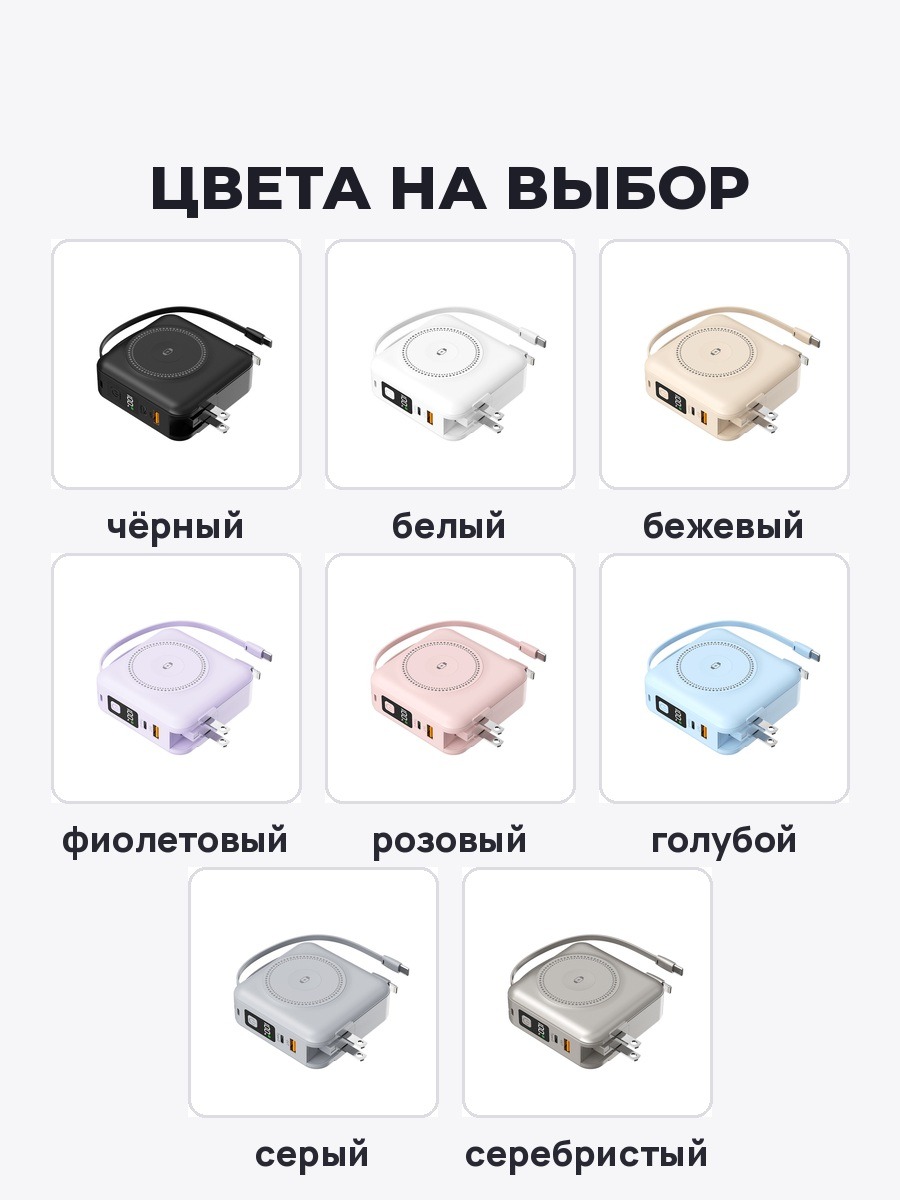 ЦВЕТА НА ВЫБОР
чёрный
белый
бежевый
фиолетовый
розовый
голубой
серый
серебристый